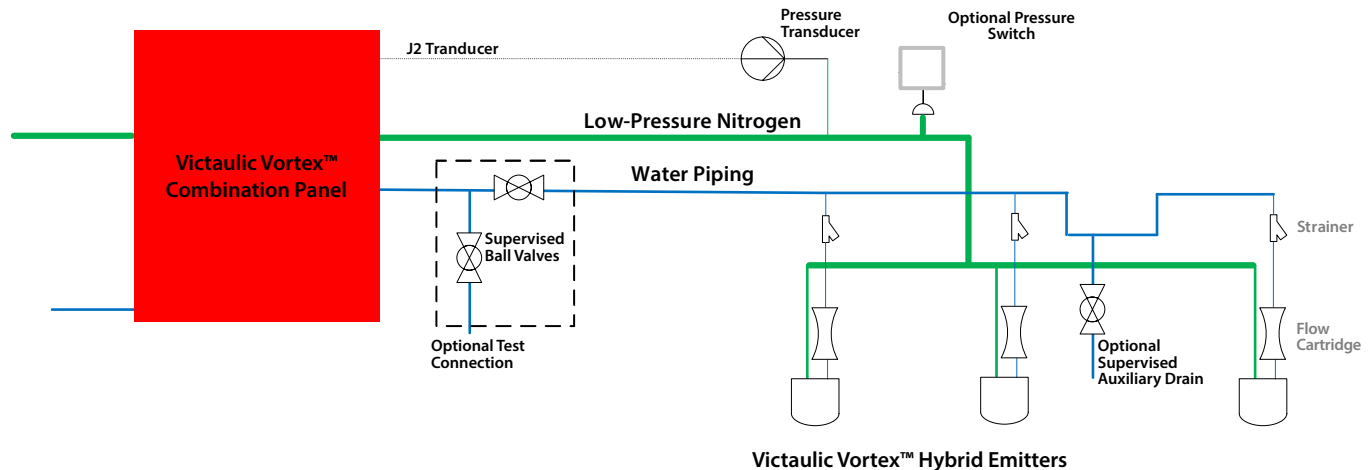 Pressure
Transducer
Optional Pressure
Switch
J2 Tranducer
Low-Pressure Nitrogen
Victaulic Vortex™
Combination Panel
Water Piping
Supervised
Ball Valves
Strainer
Optional Test
Connection
Optional
Supervised
Auxiliary Drain
Flow
Cartridge
Victaulic Vortex™ Hybrid Emitters